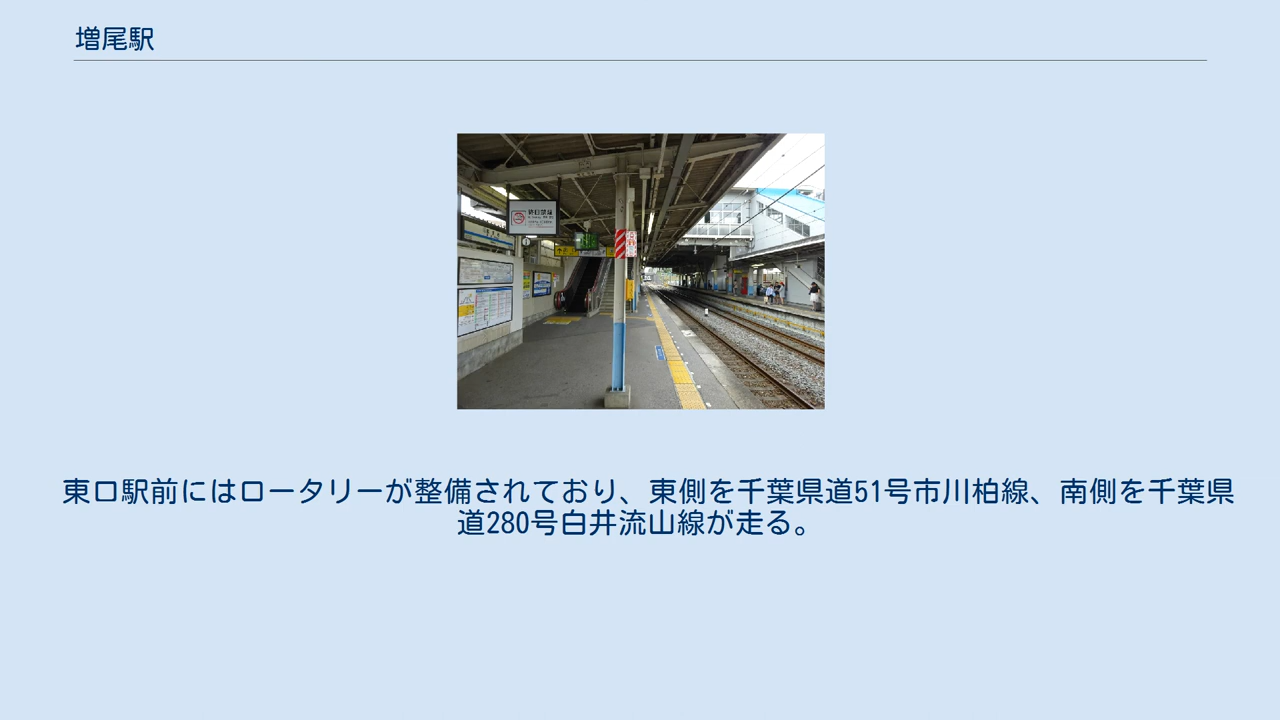 増尾駅
東口駅前にはロータリーが整備されており、東側を千葉県道51号市川柏線、南側を千葉県
道280号白井流山線が走る。